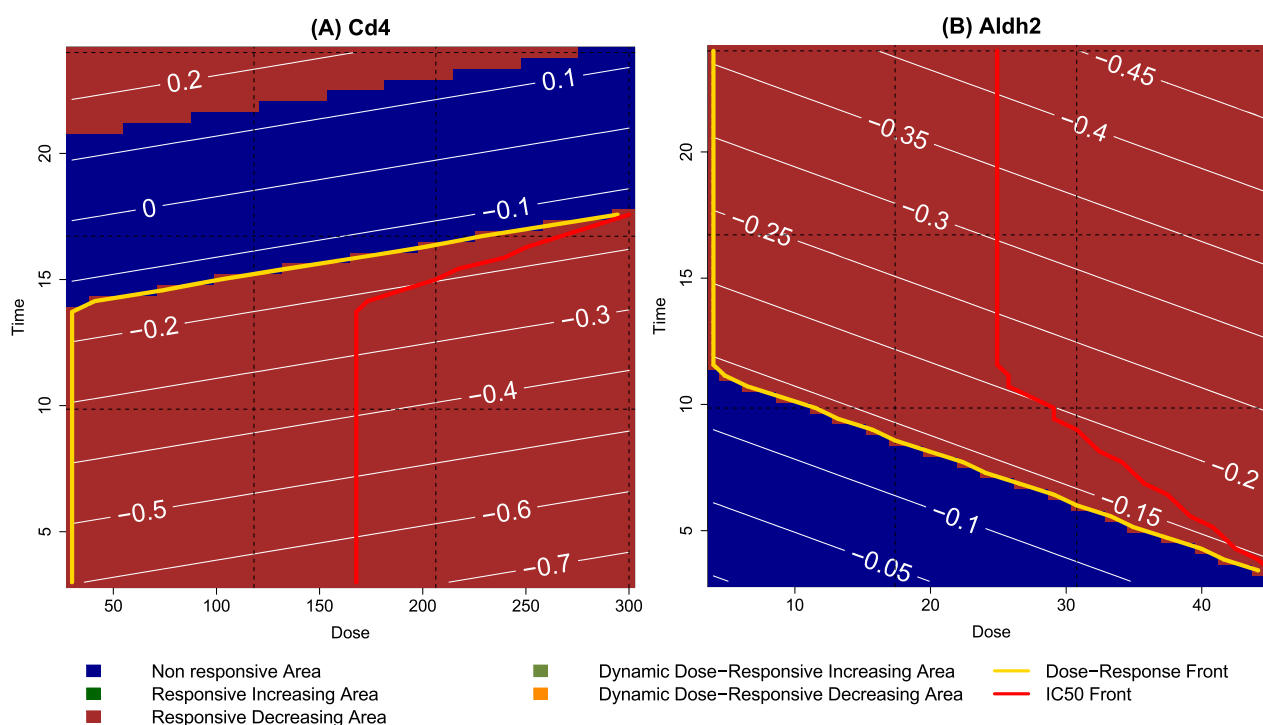 (A) Cd4
(B) Aldh2
0.2
0.1
0
−0.1
−0.2
−0.3
−0.4
−0.5
−0.6
−0.7
Time
5
10
15
20
50
100
150
200
250
300
Dose
−0.45
−0.4
−0.35
−0.3
−0.25
−0.2
−0.15
−0.1
−0.05
Time
5
10
15
20
10
20
30
40
Dose
Non responsive Area
Responsive Increasing Area
Responsive Decreasing Area
Dynamic Dose−Responsive Increasing Area
Dynamic Dose−Responsive Decreasing Area
Dose−Response Front
IC50 Front